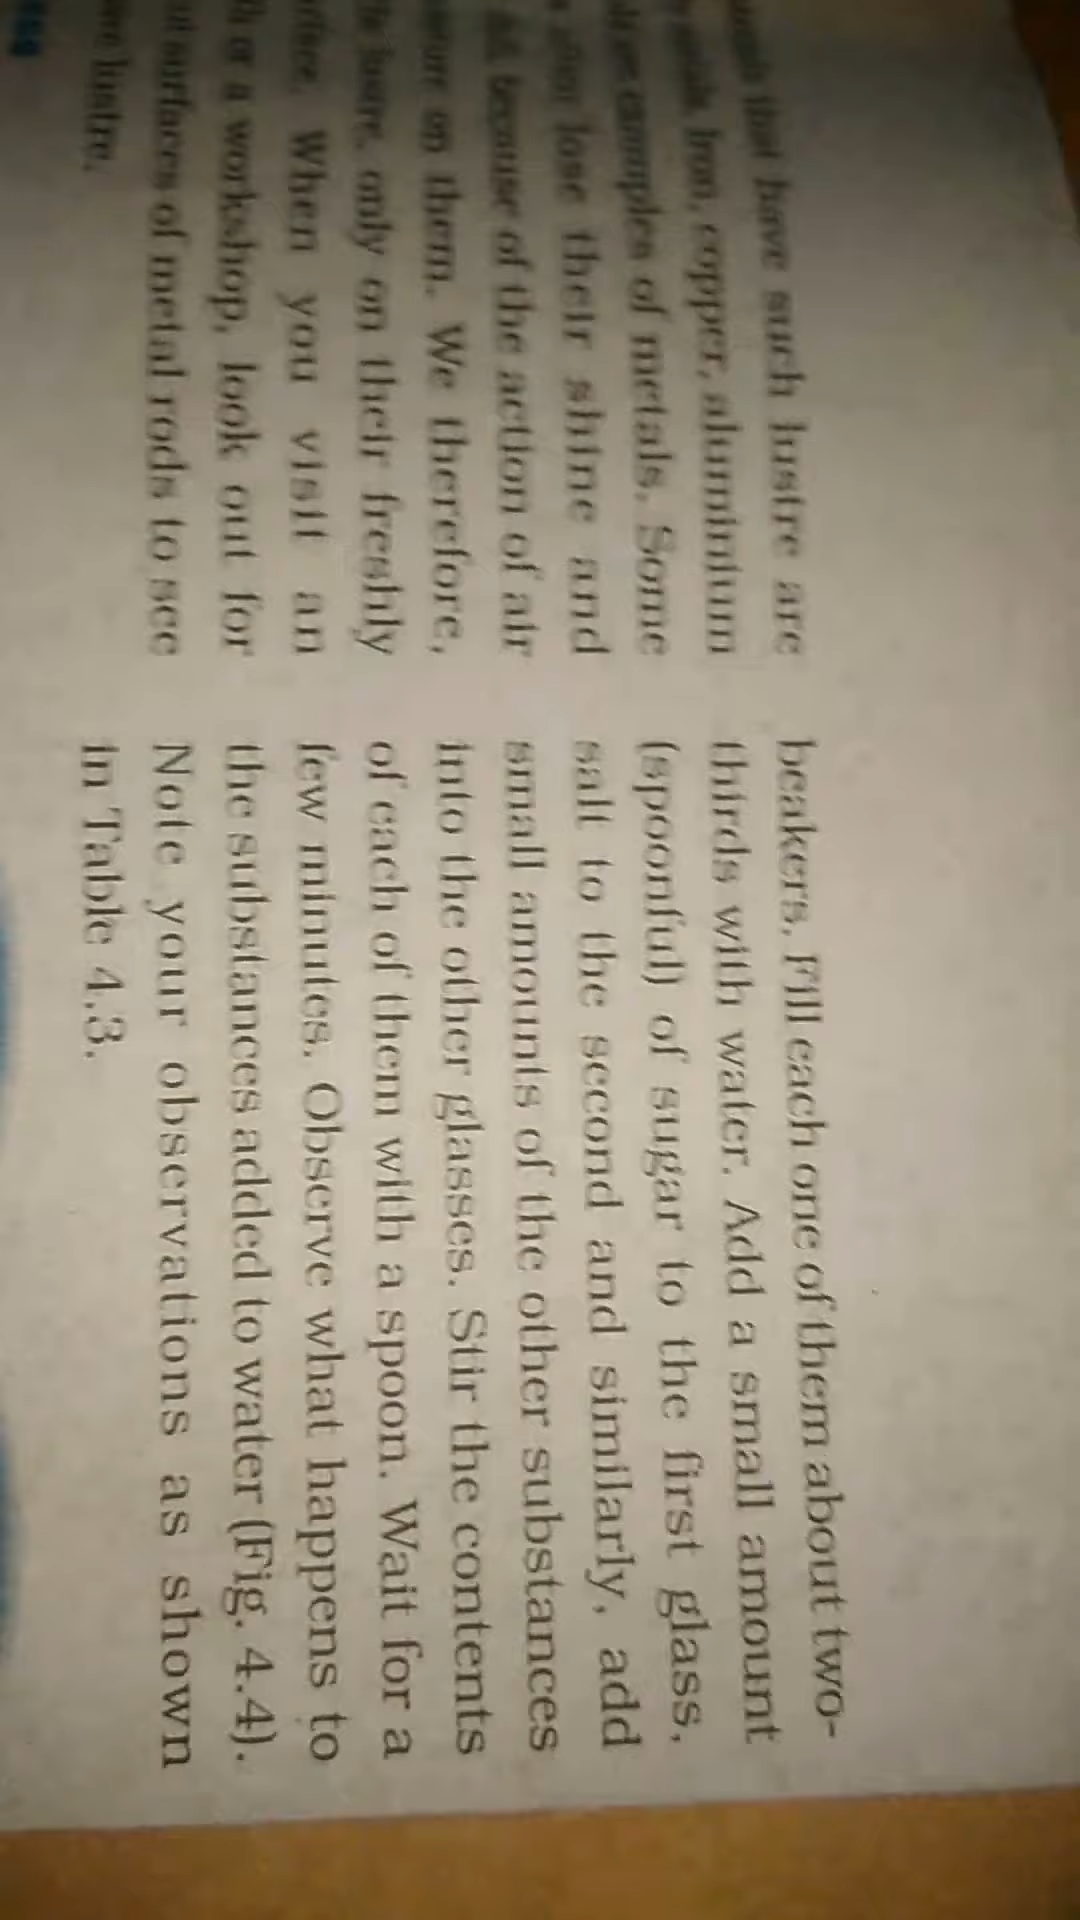 that have such lustre are
Iron, copper, aluminium
examples of metals. Some
lose their shine and
because of the action of air
on them. We therefore,
only on their freshly
When you visit an
or a workshop, look out for
surfaces of metal rods to see
lustre.
beakers. Fill each one of them about two-
thirds with water. Add a small amount
(spoonful) of sugar to the first glass,
salt to the second and similarly, add
small amounts of the other substances
into the other glasses. Stir the contents
of each of them with a spoon. Wait for a
few minutes. Observe what happens to
the substances added to water (Fig. 4.4).
Note your observations as shown
in Table 4.3.